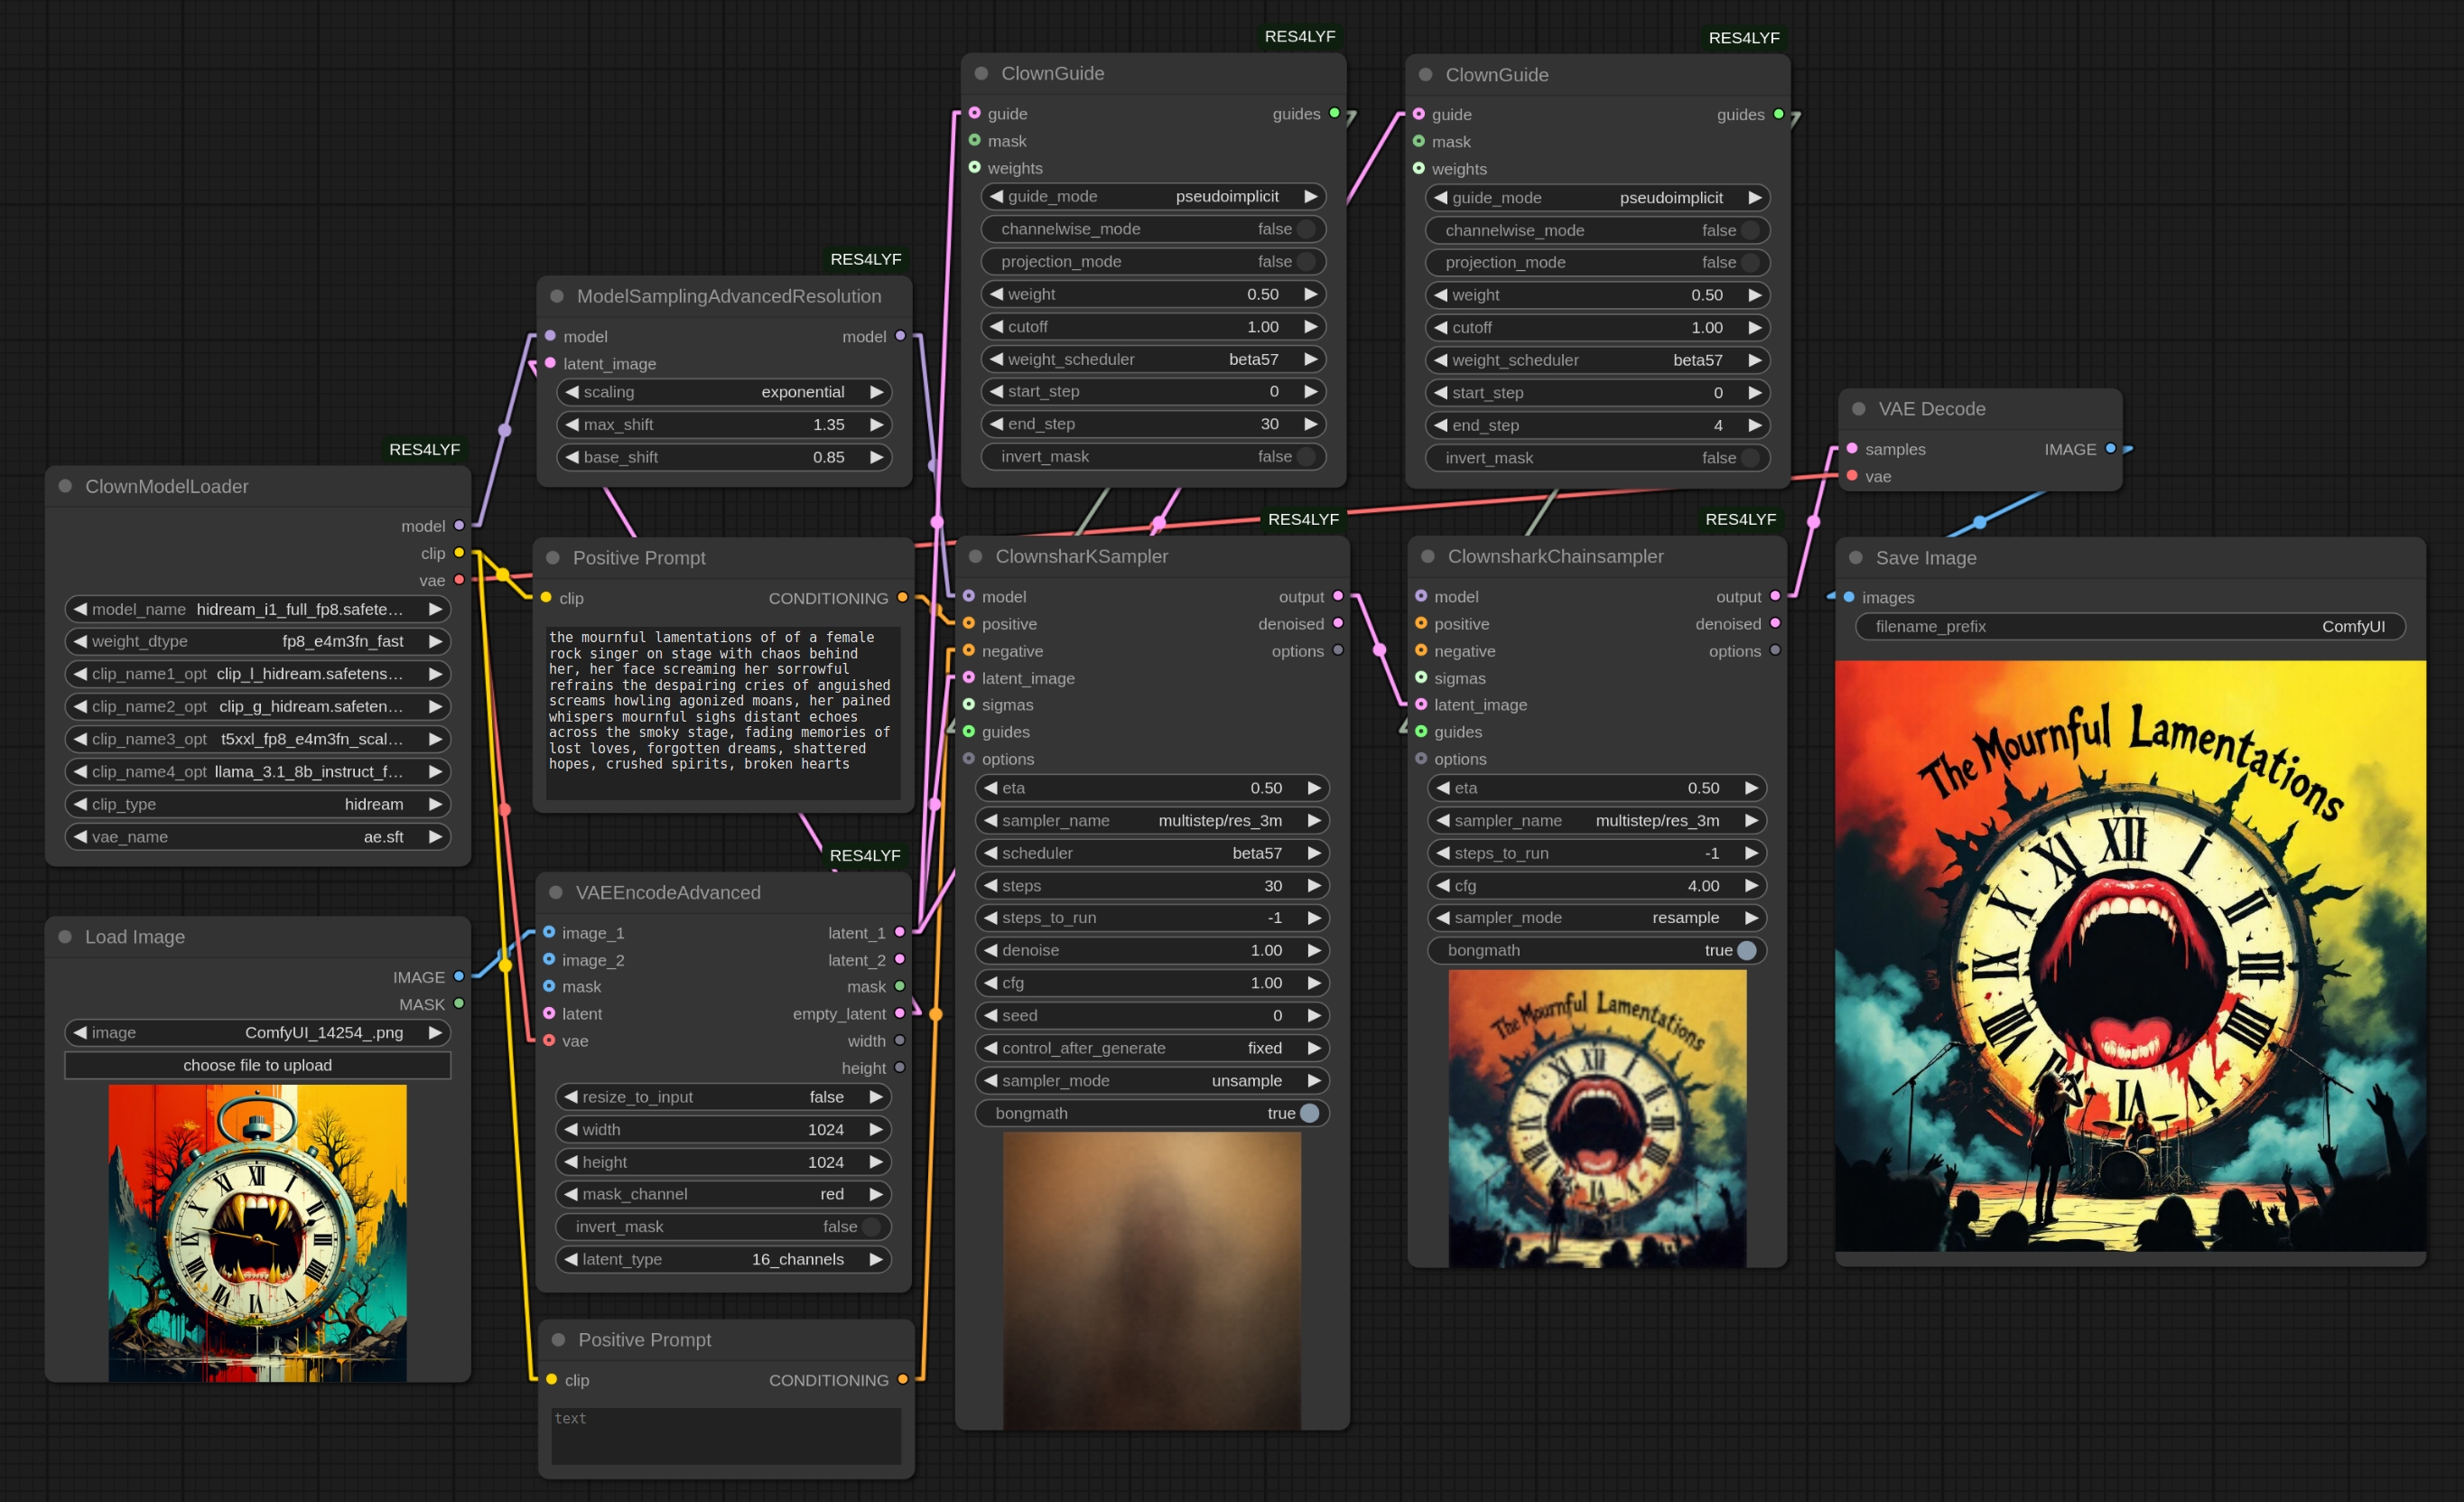 RES4LYF
ClownModelLoader
model
clip
vae
model_name hidream_i1_full_fp8.safete…
weight_dtype fp8_e4m3fn_fast
clip_name1_opt clip_l_hidream.safetens…
clip_name2_opt clip_g_hidream.safeten…
clip_name3_opt t5xxl_fp8_e4m3fn_scal…
clip_name4_opt llama_3.1_8b_instruct_f…
clip_type hidream
vae_name ae.sft
Load Image
IMAGE
MASK
image ComfyUI_14254_.png
choose file to upload
XII
I
III
VI
IX
X
RES4LYF
ModelSamplingAdvancedResolution
model model
latent_image
scaling exponential
max_shift 1.35
base_shift 0.85
Positive Prompt
clip CONDITIONING
the mournful lamentations of of a female
rock singer on stage with chaos behind
her, her face screaming her sorrowful
refrains the despairing cries of anguished
screams howling agonized moans, her pained
whispers mournful sighs distant echoes
across the smoky stage, fading memories of
lost loves, forgotten dreams, shattered
hopes, crushed spirits, broken hearts
RES4LYF
VAEEncodeAdvanced
image_1 latent_1
image_2 latent_2
mask mask
latent empty_latent
vae width
height
resize_to_input false
width 1024
height 1024
mask_channel red
invert_mask false
latent_type 16_channels
Positive Prompt
clip CONDITIONING
text
RES4LYF
ClownGuide
guide guides
mask
weights
guide_mode pseudoimplicit
channelwise_mode false
projection_mode false
weight 0.50
cutoff 1.00
weight_scheduler beta57
start_step 0
end_step 30
invert_mask false
RES4LYF
ClownsharKSampler
model output
positive denoised
negative options
latent_image
sigmas
guides
options
eta 0.50
sampler_name multistep/res_3m
scheduler beta57
steps 30
steps_to_run -1
denoise 1.00
cfg 1.00
seed 0
control_after_generate fixed
sampler_mode unsample
bongmath true
RES4LYF
ClownGuide
guide guides
mask
weights
guide_mode pseudoimplicit
channelwise_mode false
projection_mode false
weight 0.50
cutoff 1.00
weight_scheduler beta57
start_step 0
end_step 4
invert_mask false
RES4LYF
ClownsharkChainsampler
model output
positive denoised
negative options
sigmas
latent_image
guides
options
eta 0.50
sampler_name multistep/res_3m
steps_to_run -1
cfg 4.00
sampler_mode resample
bongmath true
The Mournful Lamentations
VAE Decode
samples IMAGE
vae
Save Image
images
filename_prefix ComfyUI
The Mournful Lamentations
XII
I
II
III
V
VI
IX
X
XI